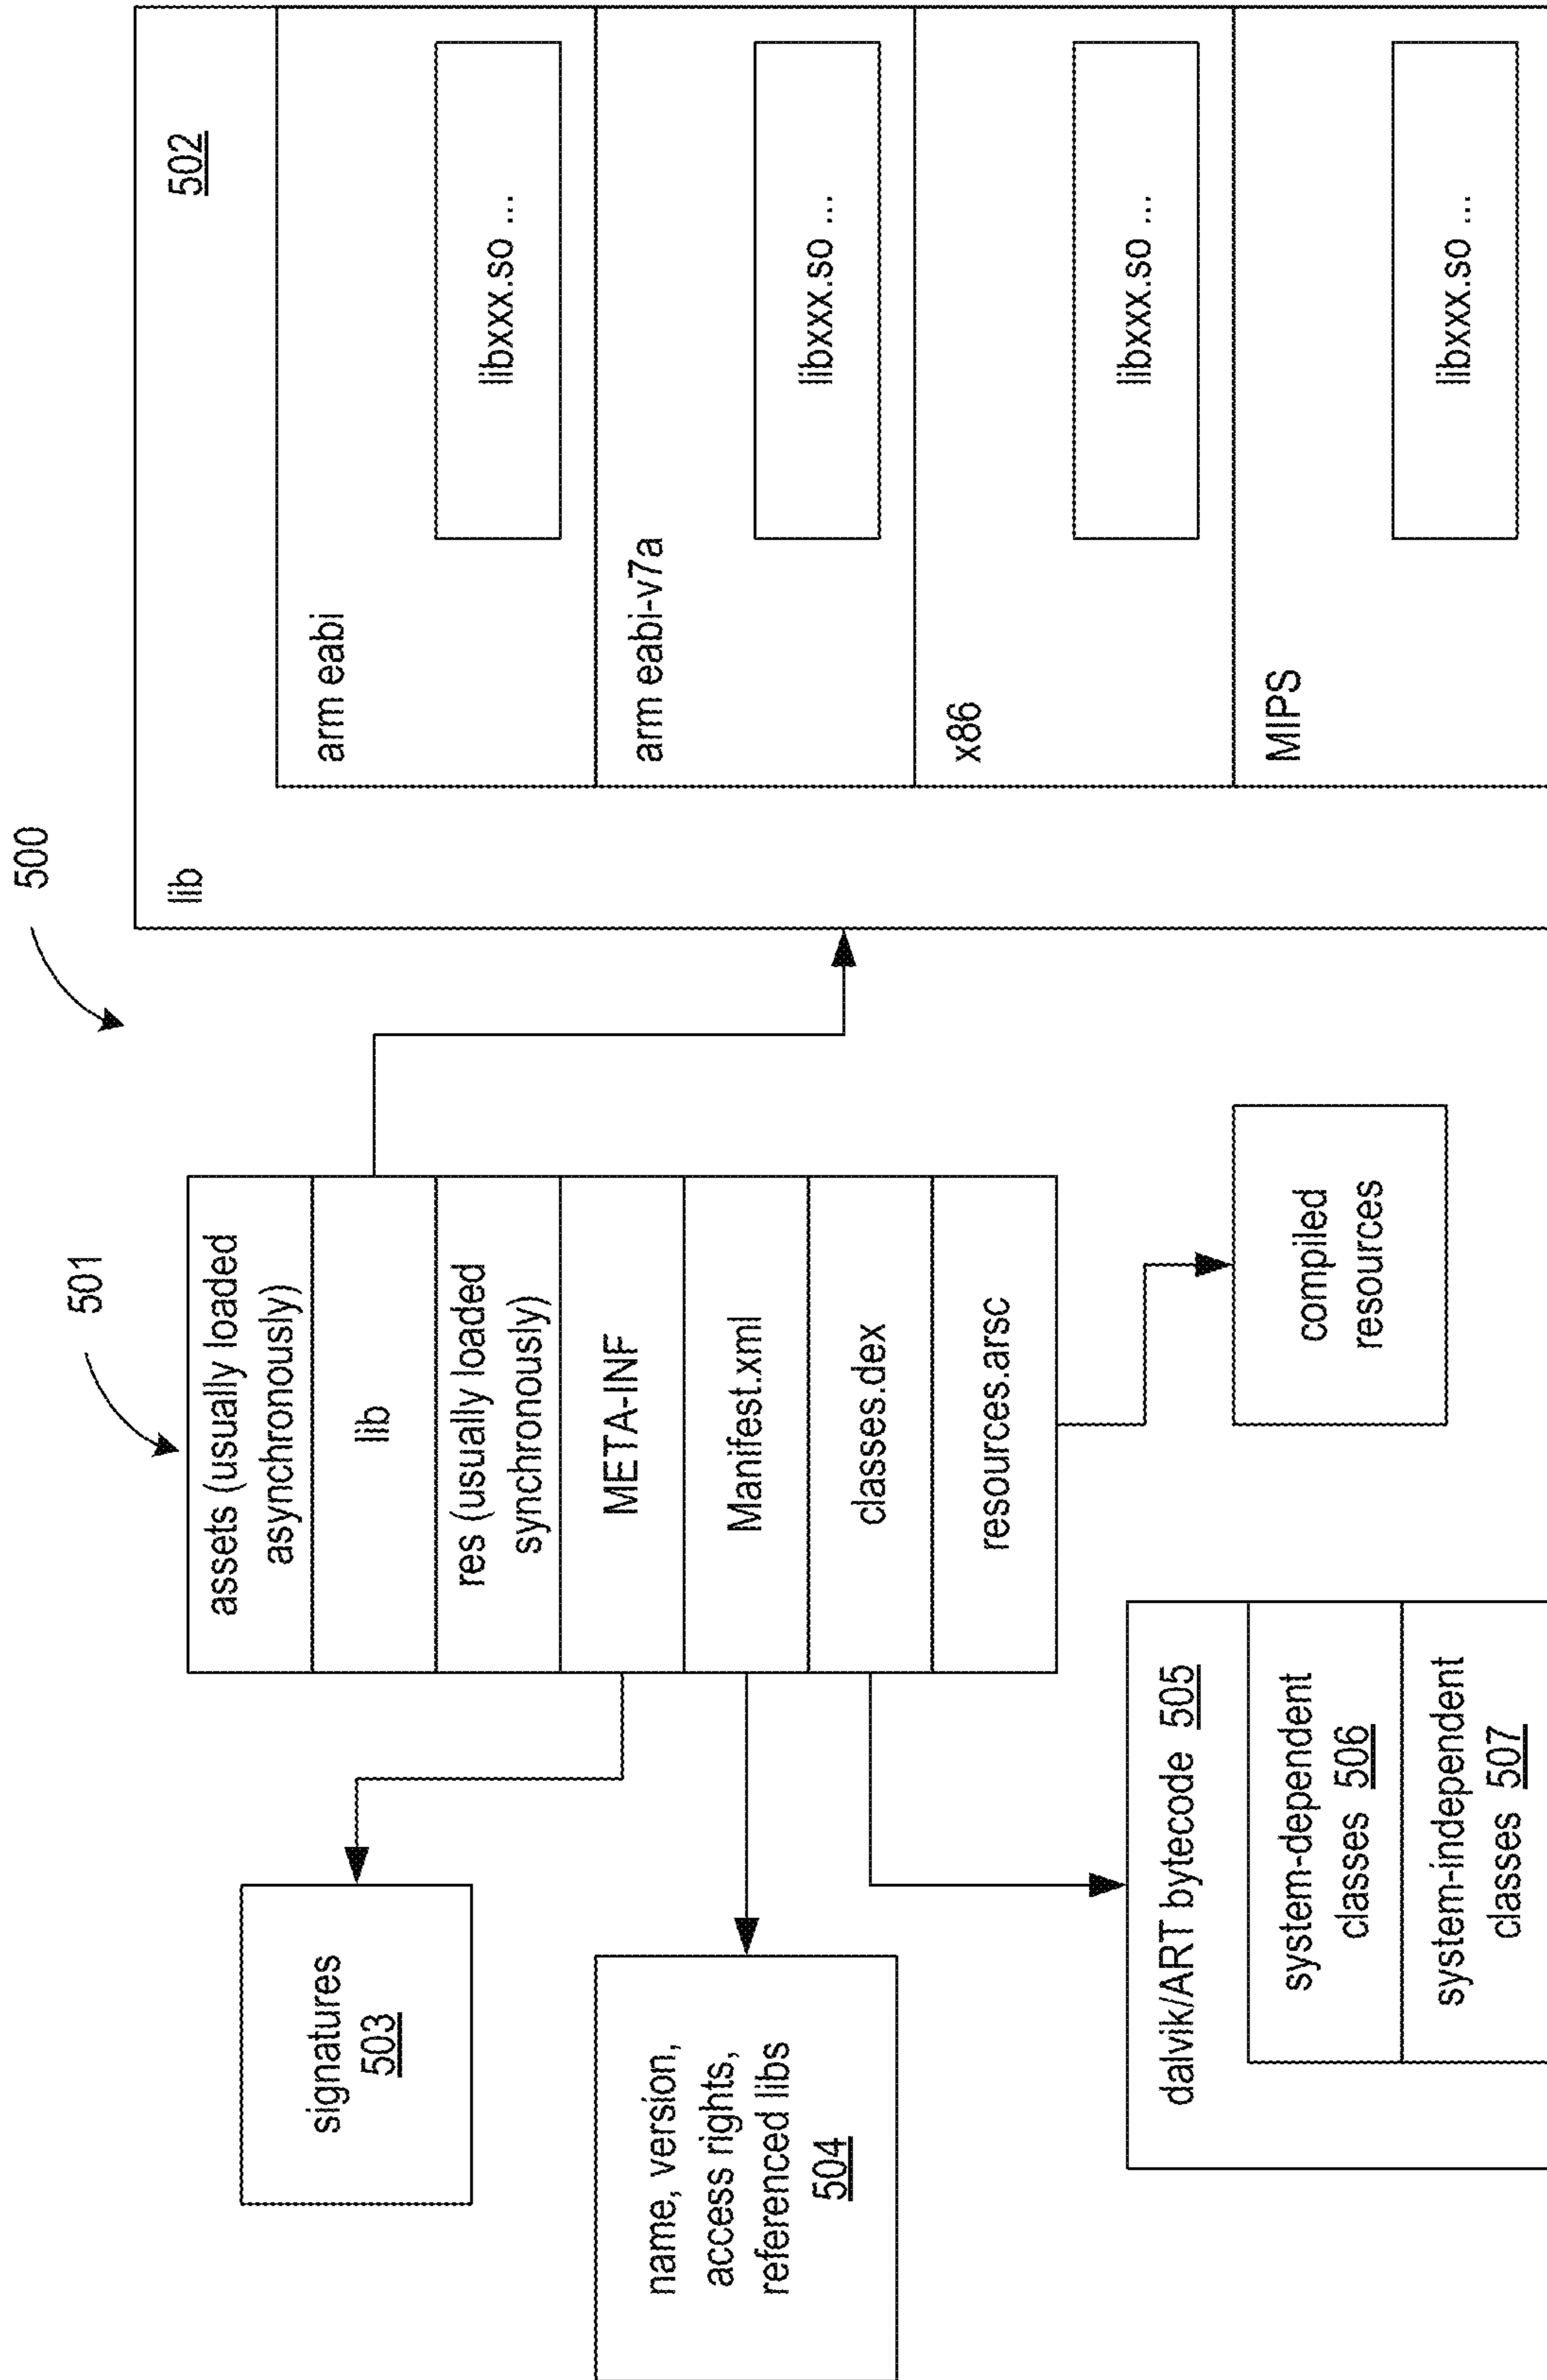 500
501
assets (usually loaded
asynchronously)
lib
res (usually loaded
synchronously)
META-INF
Manifest.xml
classes.dex
resources.arsc
signatures
503
name, version,
access rights,
referenced libs
504
dalvik/ART bytecode 505
system-dependent
classes 506
system-independent
classes 507
compiled
resources
lib
502
arm eabi
libxxx.so ...
arm eabi-v7a
libxxx.so ...
x86
libxxx.so ...
MIPS
libxxx.so ...